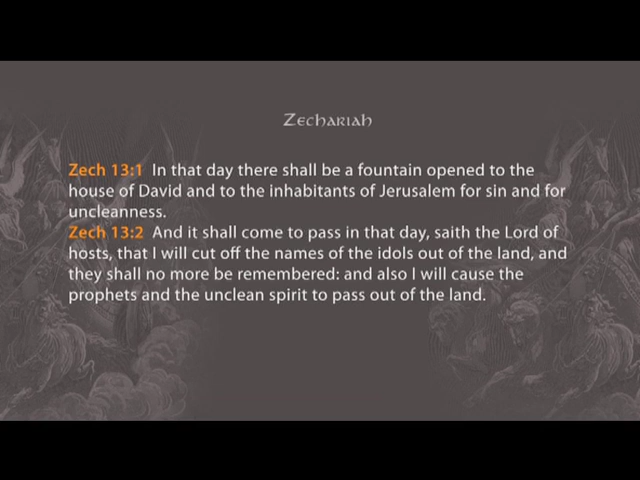 Zechariah
Zech 13:1 In that day there shall be a fountain opened to the
house of David and to the inhabitants of Jerusalem for sin and for
uncleanness.
Zech 13:2 And it shall come to pass in that day, saith the Lord of
hosts, that I will cut off the names of the idols out of the land, and
they shall no more be remembered: and also I will cause the
prophets and the unclean spirit to pass out of the land.